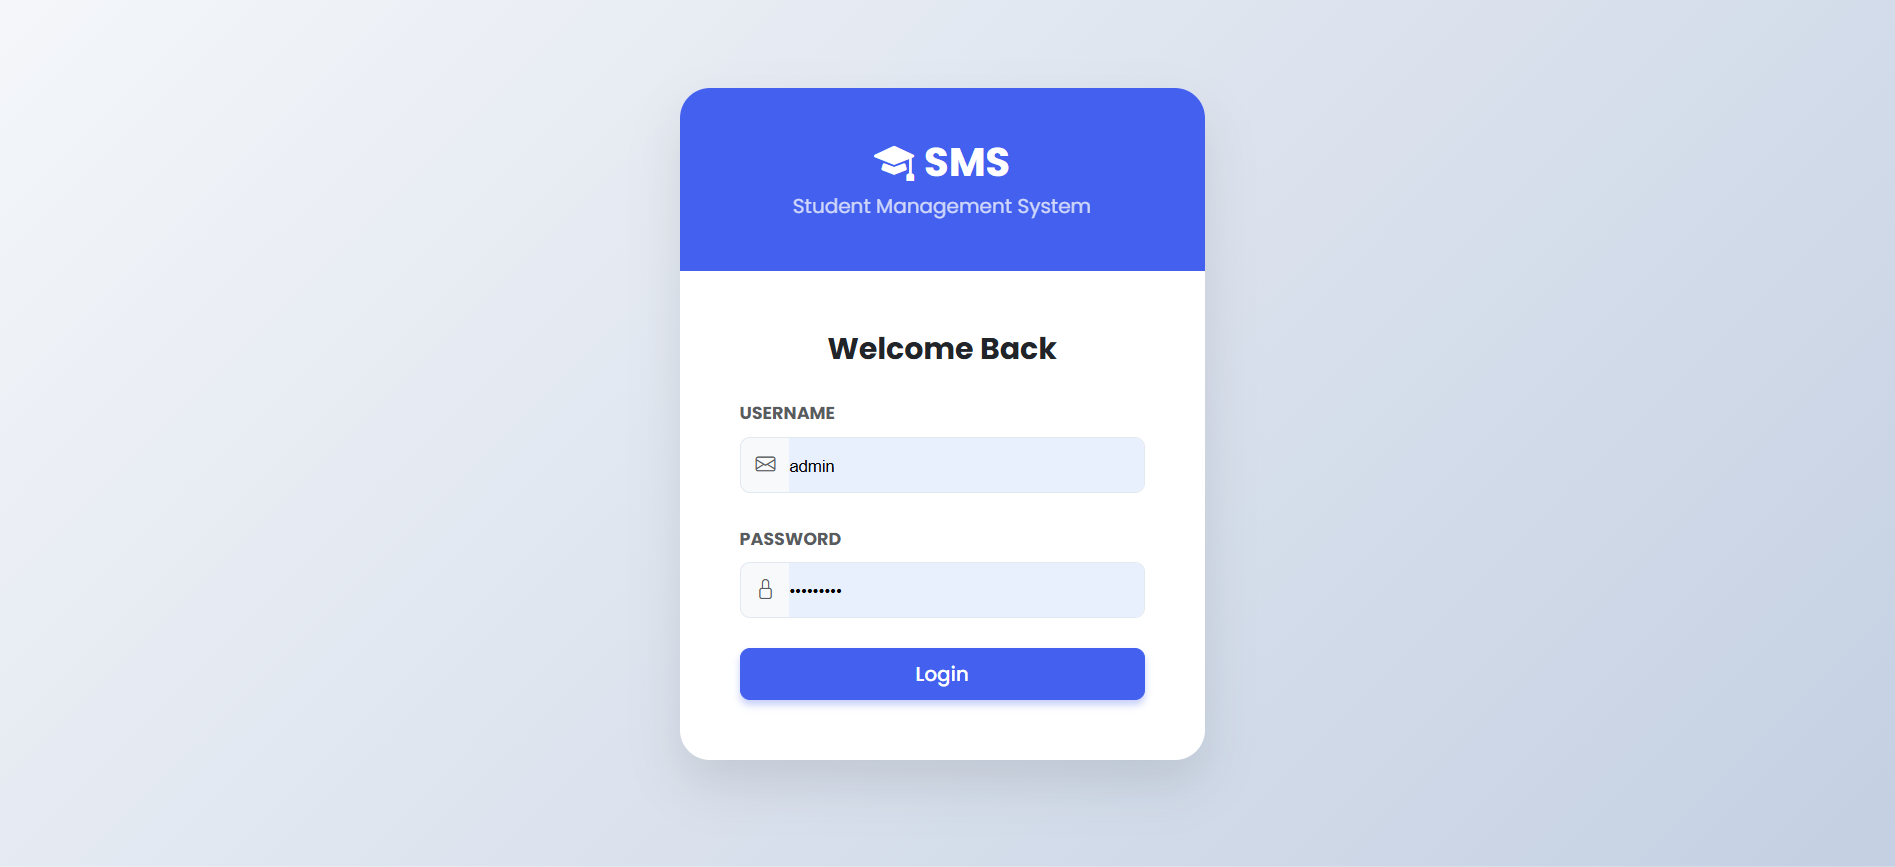 SMS
Student Management System
Welcome Back
USERNAME
admin
PASSWORD
•••••••••
Login